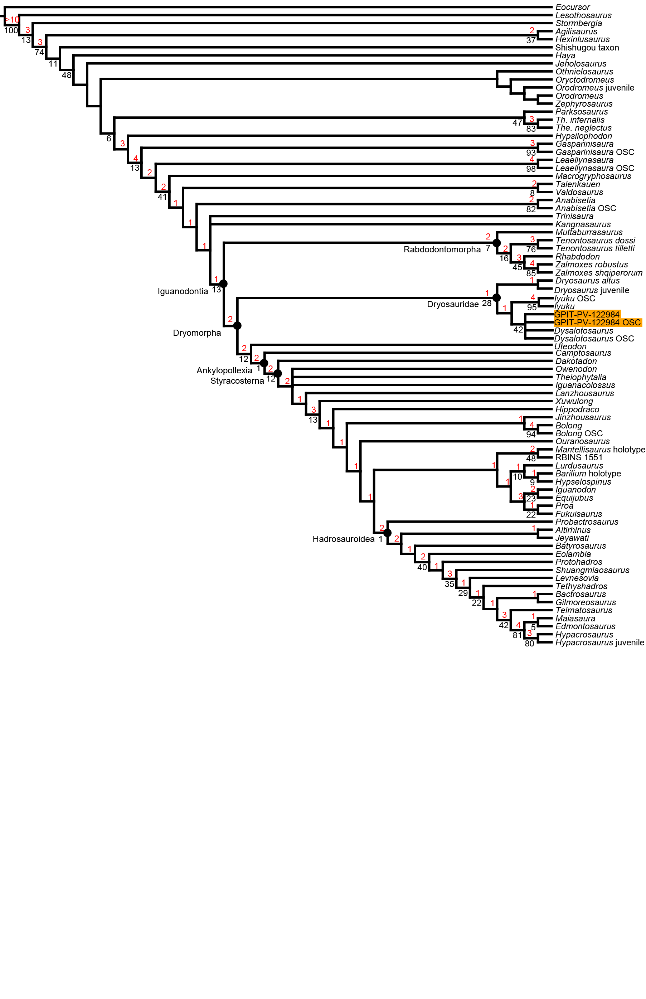 Eocursor
>10
Lesothosaurus
100
3
Stormbergia
13
3
2
Agilisaurus
37
Hexinlusaurus
74
Shishugou taxon
11
Haya
48
Jeholosaurus
Othnielosaurus
Oryctodromeus
Orodromeus juvenile
Orodromeus
Zephyrosaurus
Parksosaurus
47
3
Th. infernalis
83
The. neglectus
6
Hypsilophodon
3
3
Gasparinisaura
93
Gasparinisaura OSC
4
4
Leaellynasaura
13
98
Leaellynasaura OSC
2
Macrogryphosaurus
2
2
Talenkauen
41
8
Valdosaurus
1
2
Anabisetia
82
Anabisetia OSC
1
Trinisaura
Kangnasaurus
1
Muttaburrasaurus
Rabdodontomorpha
2
7
3
Tenontosaurus dossi
2
76
Tenontosaurus tilletti
16
3
Rhabdodon
45
4
Zalmoxes robustus
85
Zalmoxes shqiperorum
Iguanodontia
1
13
1
Dryosaurus altus
Dryosaurus juvenile
Dryosauridae
1
28
4
Iyuku OSC
1
95
Iyuku
GPIT-PV-122984
GPIT-PV-122984 OSC
42
Dysalotosaurus
Dysalotosaurus OSC
Dryomorpha
2
2
Uteodon
12
2
Camptosaurus
Ankylopollexia
1
2
Dakotadon
Styracosterna
12
2
Owenodon
Theiophytalia
Iguanacolossus
1
Lanzhousaurus
3
Xuwulong
13
1
Hippodraco
1
Jinzhousaurus
4
Bolong
94
Bolong OSC
1
Ouranosaurus
2
Mantellisaurus holotype
48
RBINS 1551
1
1
1
Lurdusaurus
10
1
Barilium holotype
1
9
Hypselospinus
2
Iguanodon
3
23
Equijubus
1
Proa
22
Fukuisaurus
1
Probactrosaurus
Hadrosauroidea
2
1
1
Altirhinus
2
Jeyawati
1
Batyrosaurus
2
Eolambia
40
1
Protohadros
3
Shuangmiaosaurus
35
1
Levnesovia
29
1
Tethyshadros
22
1
1
Bactrosaurus
Gilmoreosaurus
3
Telmatosaurus
42
4
1
Maiasaura
5
Edmontosaurus
81
3
Hypacrosaurus
80
Hypacrosaurus juvenile